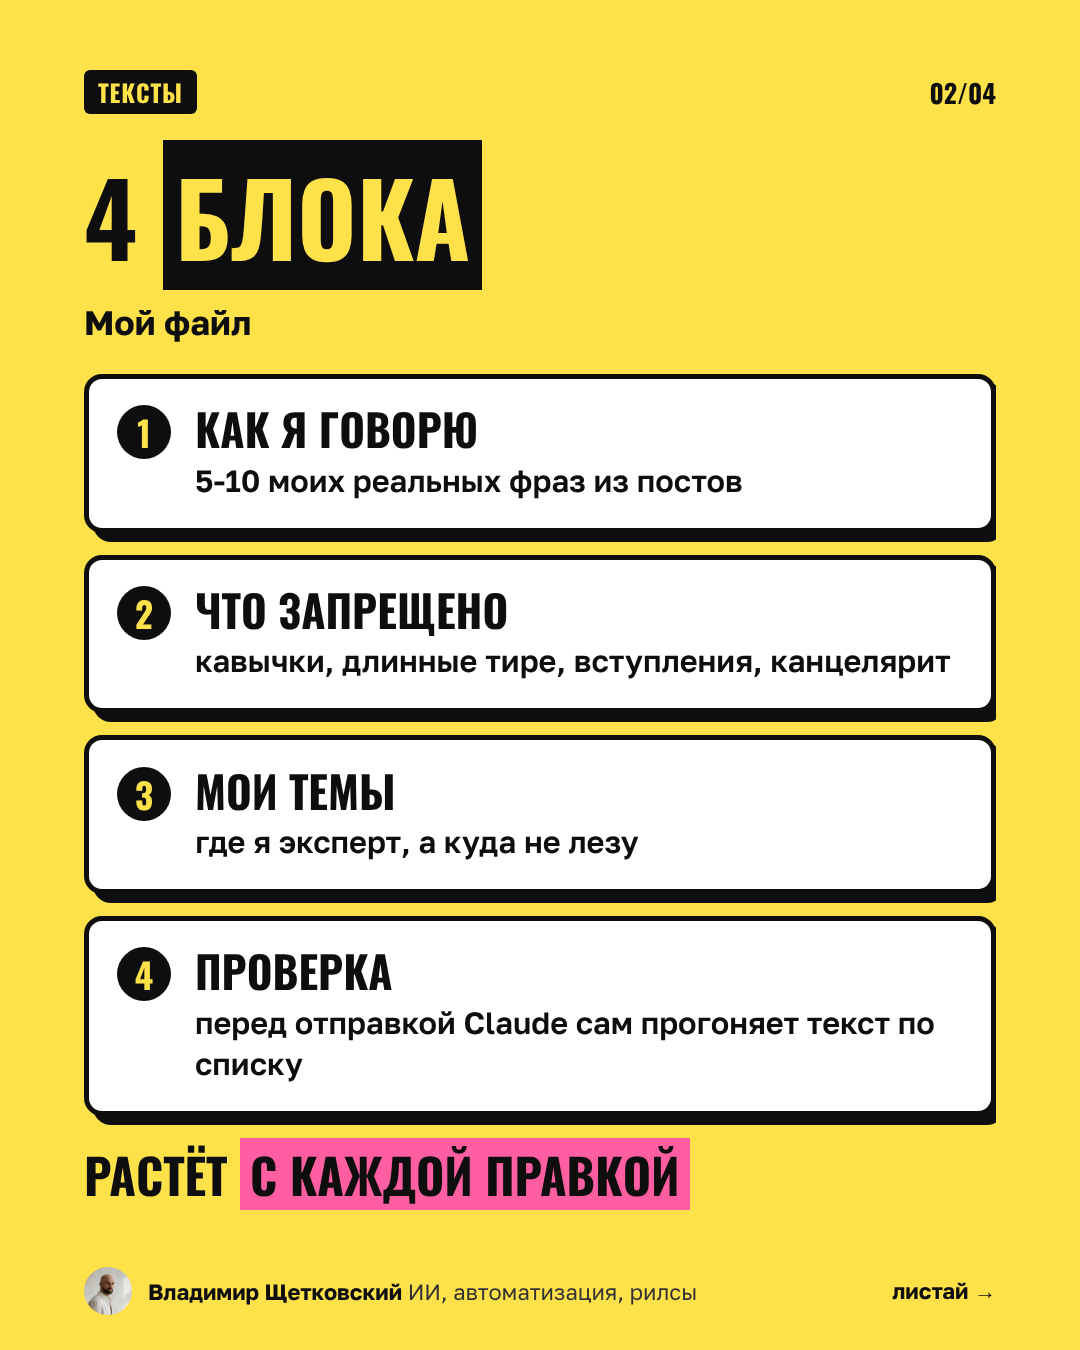 ТЕКСТЫ
02/04
4 БЛОКА
Мой файл
1 КАК Я ГОВОРЮ
5-10 моих реальных фраз из постов
2 ЧТО ЗАПРЕЩЕНО
кавычки, длинные тире, вступления, канцелярит
3 МОИ ТЕМЫ
где я эксперт, а куда не лезу
4 ПРОВЕРКА
перед отправкой Claude сам прогоняет текст по
списку
РАСТЁТ С КАЖДОЙ ПРАВКОЙ
Владимир Щетковский ИИ, автоматизация, рилсы
листай →